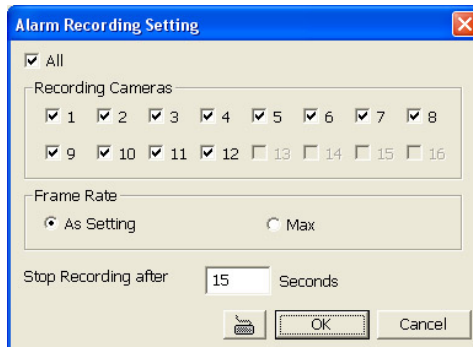 Alarm Recording Setting
All
Recording Cameras
1 2 3 4 5 6 7 8
9 10 11 12 13 14 15 16
Frame Rate
As Setting Max
Stop Recording after 15 Seconds
OK Cancel